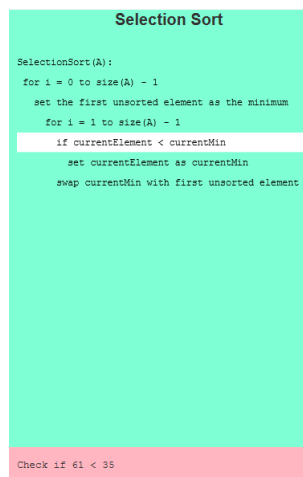 Selection Sort
SelectionSort(A):
for i = 0 to size(A) - 1
set the first unsorted element as the minimum
for i = 1 to size(A) - 1
if currentElement < currentMin
set currentElement as currentMin
swap currentMin with first unsorted element
Check if 61 < 35